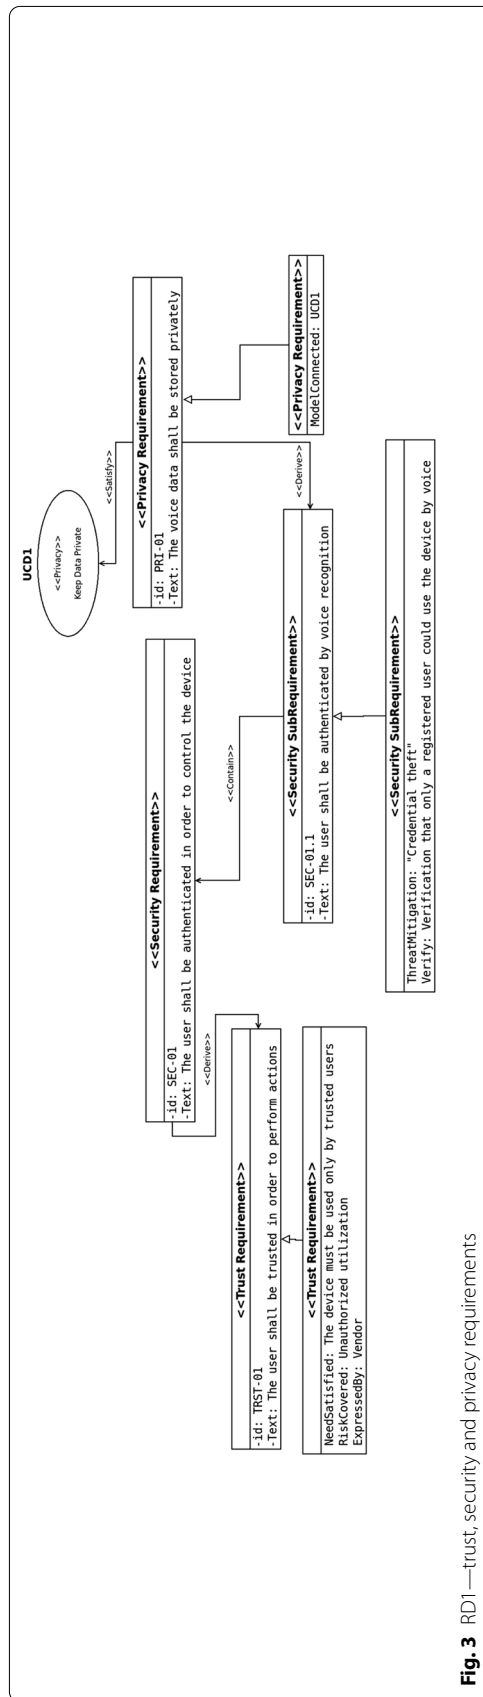 UCD1
<<Privacy>>
Keep Data Private
<<Satisfy>>
<<Privacy Requirement>>
-id: PRI-01
-Text: The voice data shall be stored privately
<<Privacy Requirement>>
ModelConnected: UCD1
<<Derive>>
<<Security Requirement>>
-id: SEC-01
-Text: The user shall be authenticated in order to control the device
<<Contain>>
<<Security SubRequirement>>
-id: SEC-01.1
-Text: The user shall be authenticated by voice recognition
<<Security SubRequirement>>
ThreatMitigation: "Credential theft"
Verify: Verification that only a registered user could use the device by voice
<<Derive>>
<<Trust Requirement>>
-id: TRST-01
-Text: The user shall be trusted in order to perform actions
<<Trust Requirement>>
NeedSatisfied: The device must be used only by trusted users
RiskCovered: Unauthorized utilization
ExpressedBy: Vendor
Fig. 3 RD1—trust, security and privacy requirements